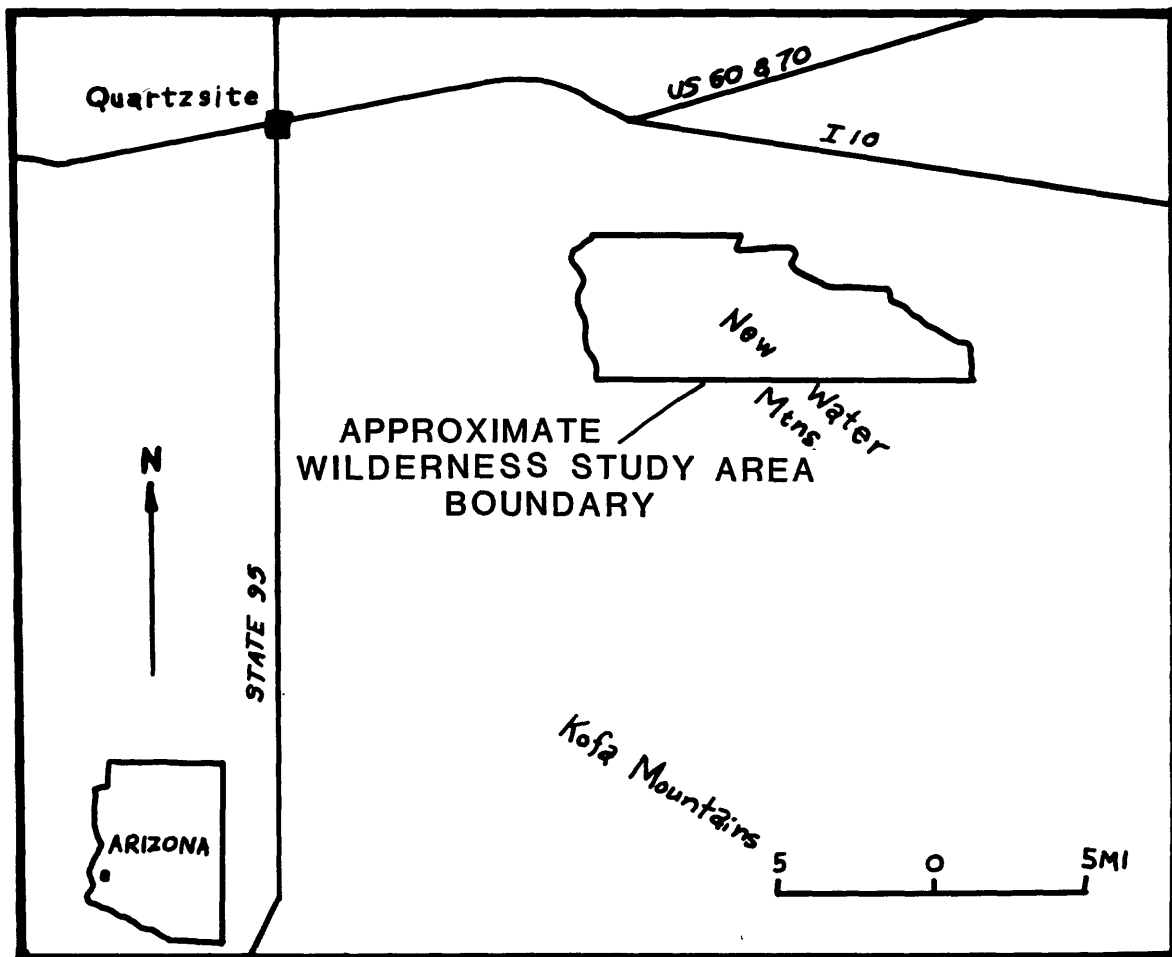 US 60 & 70
Quartzsite
I 10
New
Water
Mtns
APPROXIMATE
WILDERNESS STUDY AREA
BOUNDARY
N
STATE 95
Kofa Mountains
ARIZONA
5 0 5MI